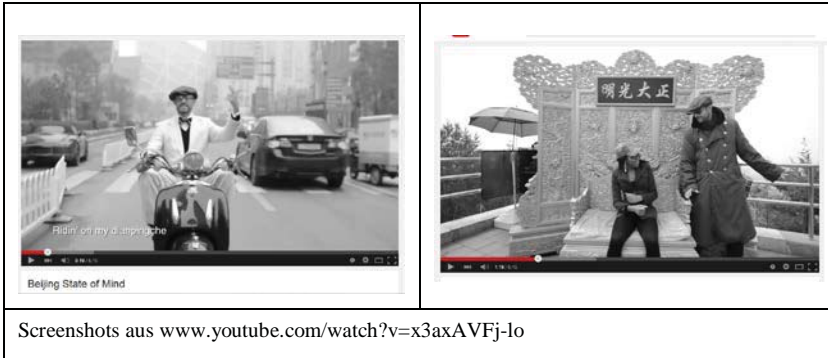 Ridin' on my di
Beijing State of Mind
明光大正
Screenshots aus www.youtube.com/watch?v=x3axAVFj-lo